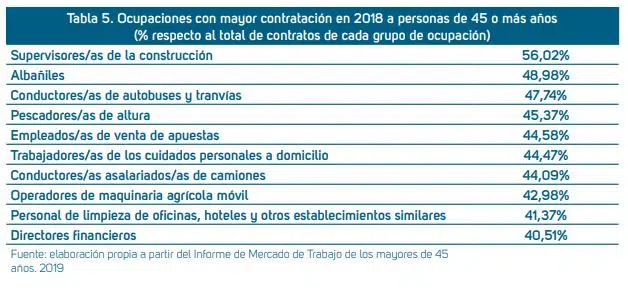 Tabla 5. Ocupaciones con mayor contratación en 2018 a personas de 45 o más años
(% respecto al total de contratos de cada grupo de ocupación)
Supervisores/as de la construcción 56,02%
Albañiles 48,98%
Conductores/as de autobuses y tranvías 47,74%
Pescadores/as de altura 45,37%
Empleados/as de venta de apuestas 44,58%
Trabajadores/as de los cuidados personales a domicilio 44,47%
Conductores/as asalariados/as de camiones 44,09%
Operadores de maquinaria agrícola móvil 42,98%
Personal de limpieza de oficinas, hoteles y otros establecimientos similares 41,37%
Directores financieros 40,51%
Fuente: elaboración propia a partir del Informe de Mercado de Trabajo de los mayores de 45
años. 2019